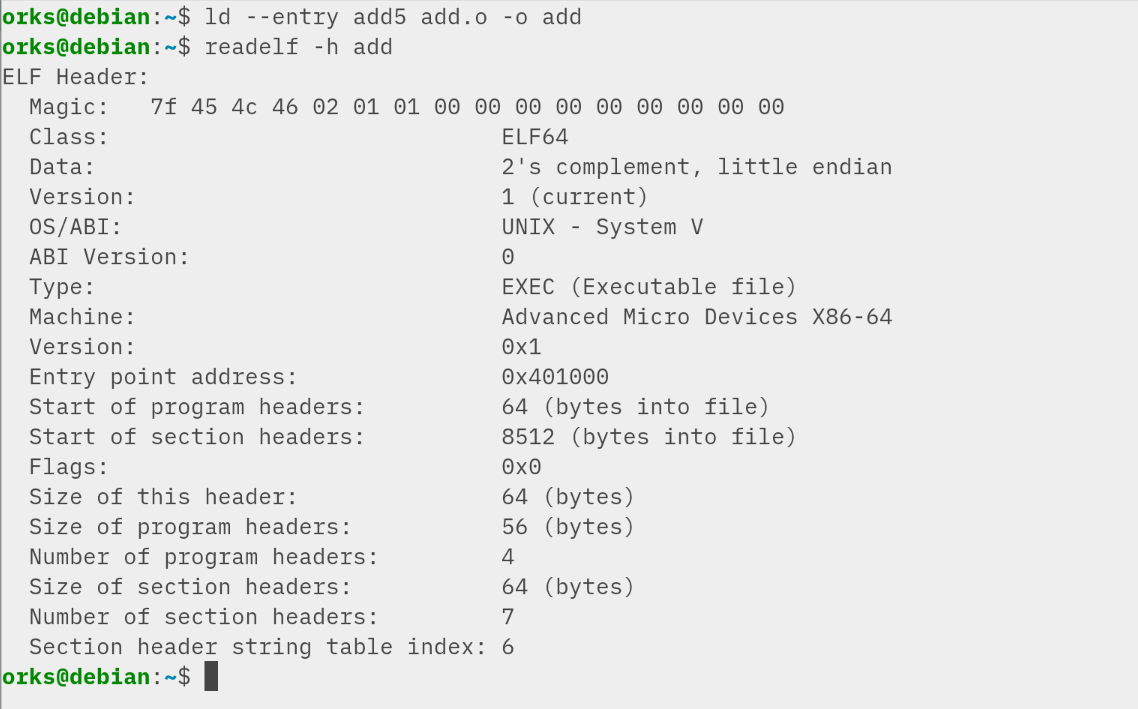 orks@debian:~$ ld --entry add5 add.o -o add
orks@debian:~$ readelf -h add
ELF Header:
  Magic:   7f 45 4c 46 02 01 01 00 00 00 00 00 00 00 00 00
  Class:                             ELF64
  Data:                              2's complement, little endian
  Version:                           1 (current)
  OS/ABI:                            UNIX - System V
  ABI Version:                       0
  Type:                              EXEC (Executable file)
  Machine:                           Advanced Micro Devices X86-64
  Version:                           0x1
  Entry point address:               0x401000
  Start of program headers:          64 (bytes into file)
  Start of section headers:          8512 (bytes into file)
  Flags:                             0x0
  Size of this header:               64 (bytes)
  Size of program headers:           56 (bytes)
  Number of program headers:         4
  Size of section headers:           64 (bytes)
  Number of section headers:         7
  Section header string table index: 6
orks@debian:~$